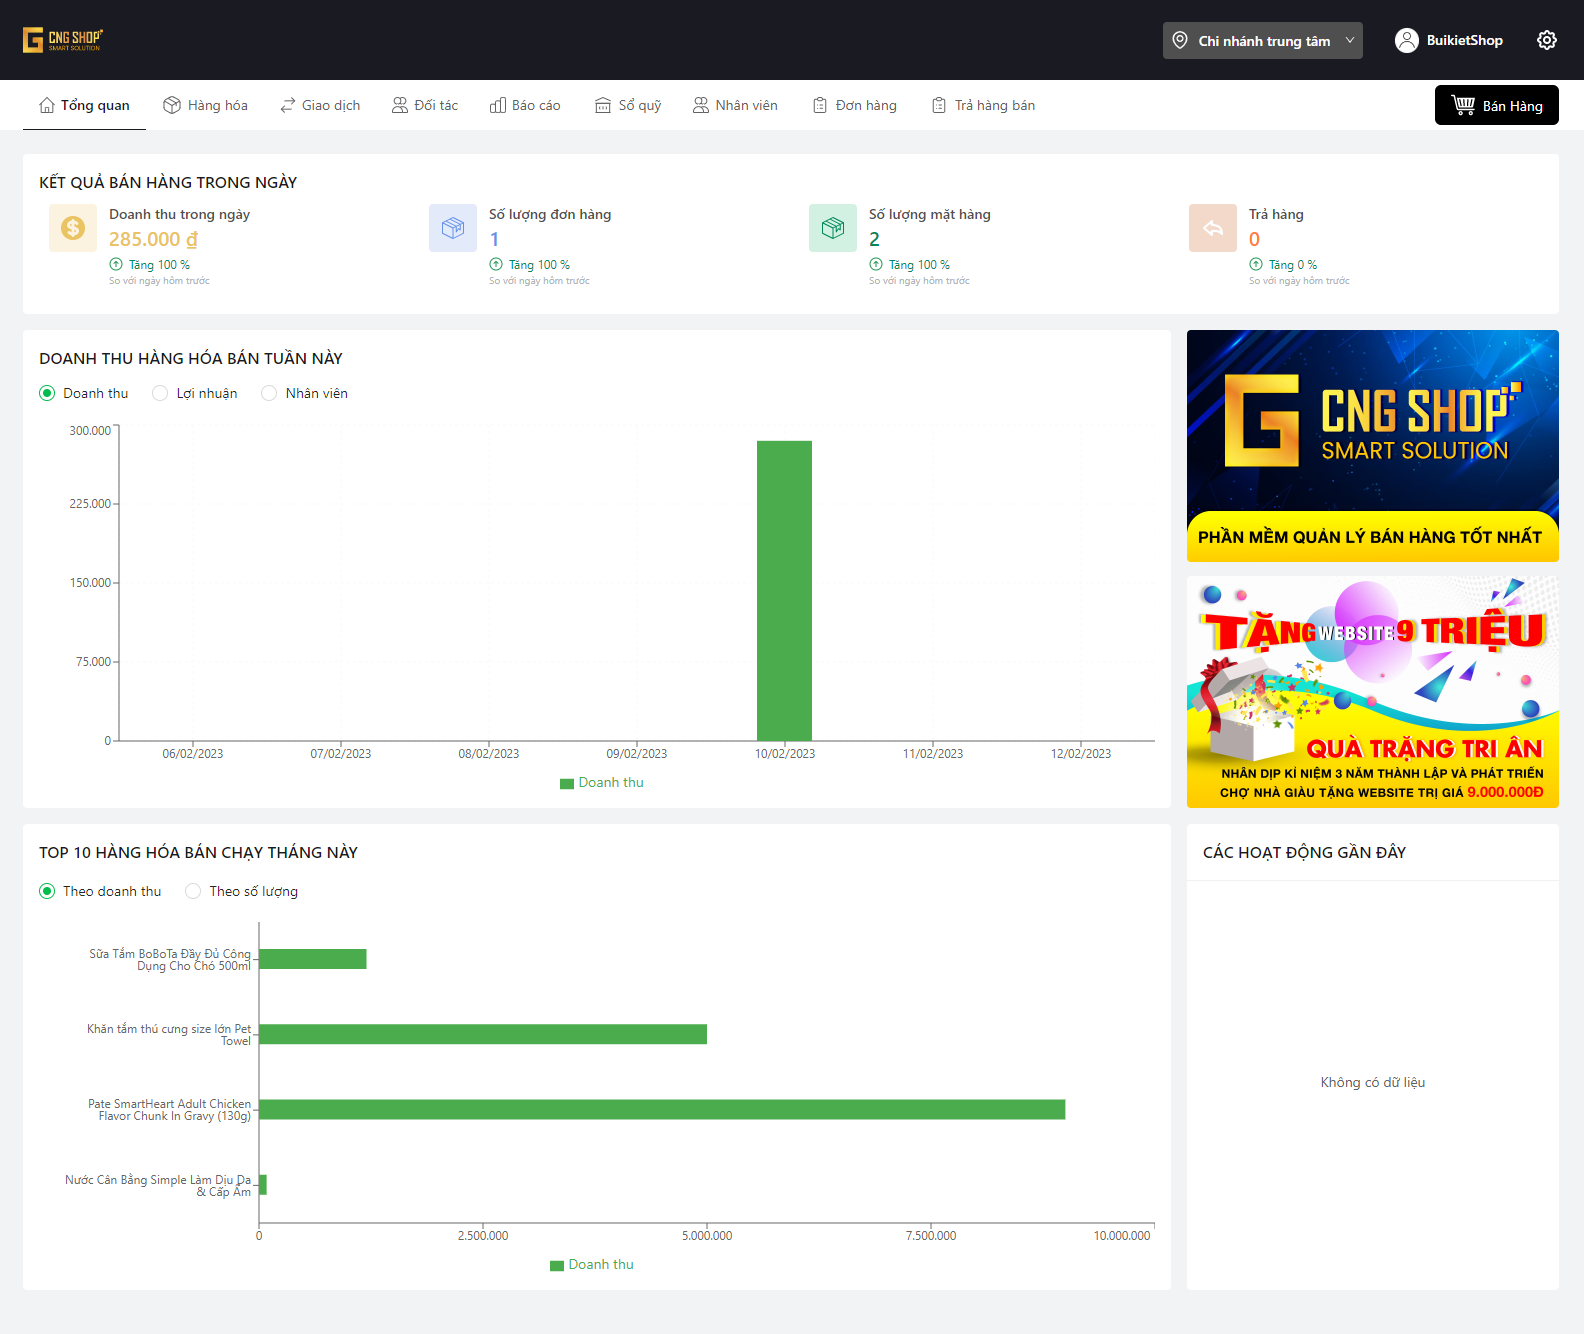 CNG SHOP
SMART SOLUTION
Chi nhánh trung tâm
BuikietShop
Tổng quan
Hàng hóa
Giao dịch
Đối tác
Báo cáo
Sổ quỹ
Nhân viên
Đơn hàng
Trả hàng bán
Bán Hàng
KẾT QUẢ BÁN HÀNG TRONG NGÀY
Doanh thu trong ngày
285.000 ₫
Tăng 100 %
So với ngày hôm trước
Số lượng đơn hàng
1
Tăng 100 %
So với ngày hôm trước
Số lượng mặt hàng
2
Tăng 100 %
So với ngày hôm trước
Trả hàng
0
Tăng 0 %
So với ngày hôm trước
DOANH THU HÀNG HÓA BÁN TUẦN NÀY
Doanh thu
Lợi nhuận
Nhân viên
300.000
225.000
150.000
75.000
0
06/02/2023
07/02/2023
08/02/2023
09/02/2023
10/02/2023
11/02/2023
12/02/2023
Doanh thu
CNG SHOP
SMART SOLUTION
PHẦN MỀM QUẢN LÝ BÁN HÀNG TỐT NHẤT
TẶNG WEBSITE 9 TRIỆU
QUÀ TRẶNG TRI ÂN
NHÂN DỊP KỈ NIỆM 3 NĂM THÀNH LẬP VÀ PHÁT TRIỂN
CHỢ NHÀ GIÀU TẶNG WEBSITE TRỊ GIÁ 9.000.000Đ
TOP 10 HÀNG HÓA BÁN CHẠY THÁNG NÀY
Theo doanh thu
Theo số lượng
Sữa Tắm BoBoTa Đầy Đủ Công
Dụng Cho Chó 500ml
Khăn tắm thú cưng size lớn Pet
Towel
Pate SmartHeart Adult Chicken
Flavor Chunk In Gravy (130g)
Nước Cân Bằng Simple Làm Dịu Da
& Cấp Ẩm
0
2.500.000
5.000.000
7.500.000
10.000.000
Doanh thu
CÁC HOẠT ĐỘNG GẦN ĐÂY
Không có dữ liệu